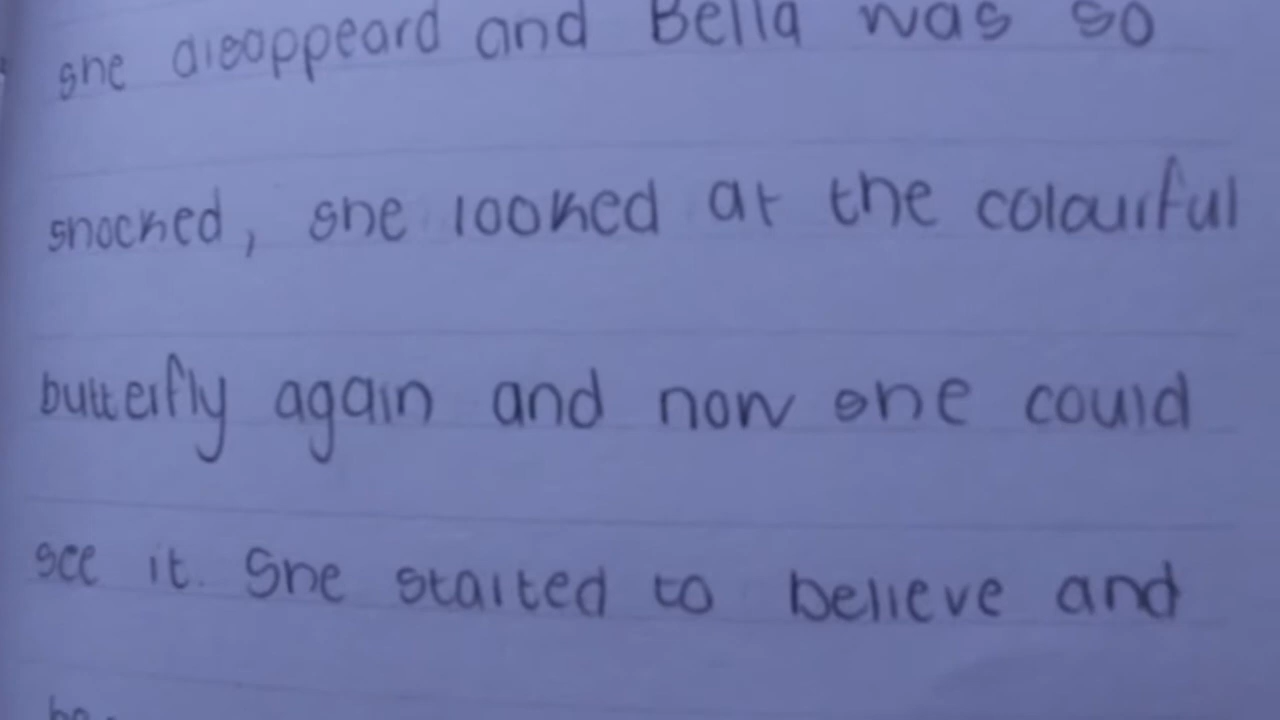 she disappeard and Bella was so
shocked, she looked at the colourful
butterfly again and now she could
see it. She started to believe and